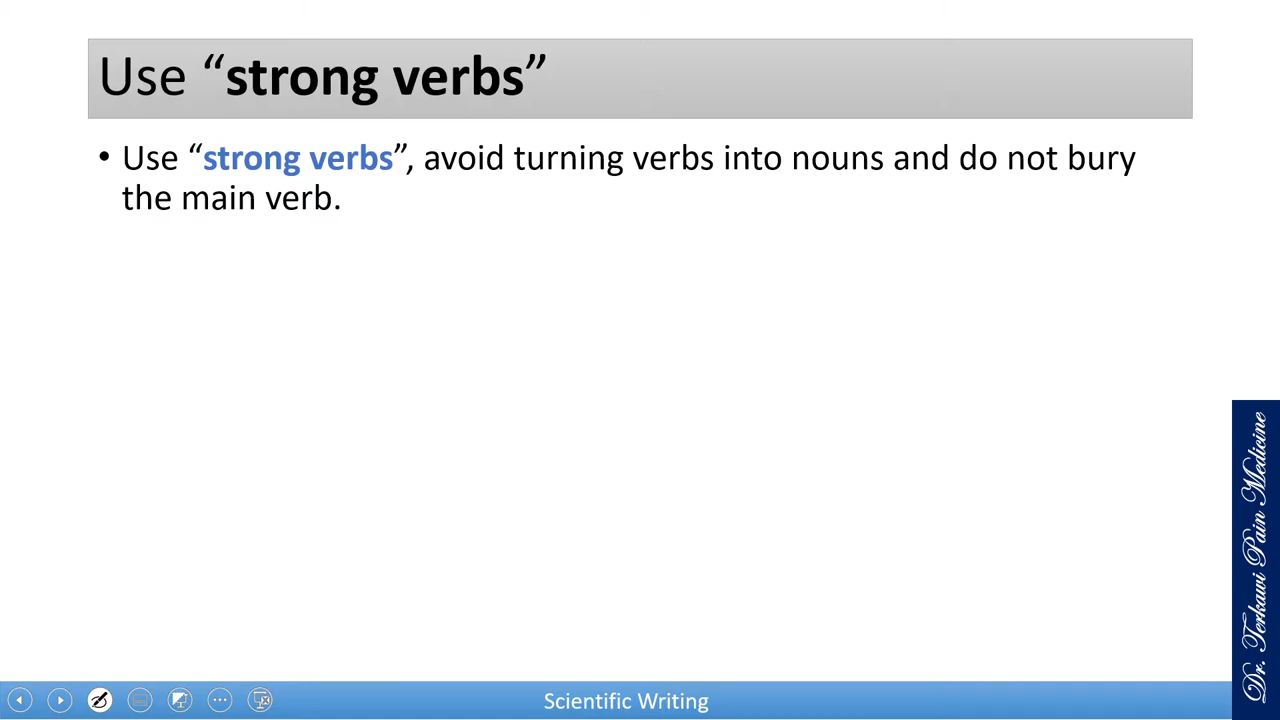 Use “strong verbs”
• Use “strong verbs”, avoid turning verbs into nouns and do not bury
the main verb.
Dr. Terkawi Pain Medicine
Scientific Writing